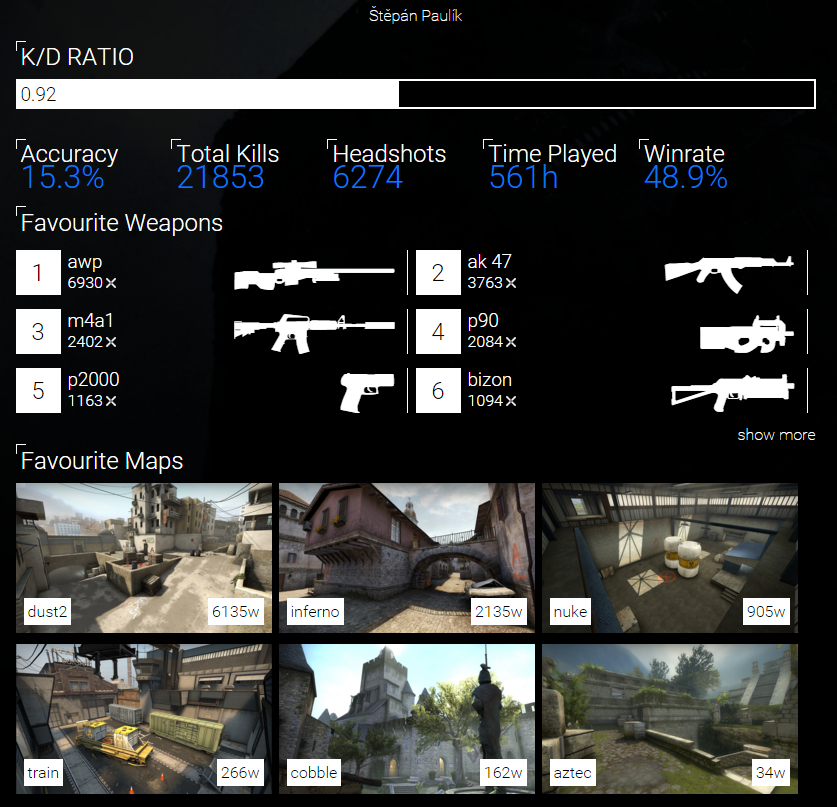 Štěpán Paulík
K/D RATIO
0.92
Accuracy Total Kills Headshots Time Played Winrate
15.3% 21853 6274 561h 48.9%
Favourite Weapons
1 awp 6930×
2 ak 47 3763×
3 m4a1 2402×
4 p90 2084×
5 p2000 1163×
6 bizon 1094×
show more
Favourite Maps
dust2 6135w
inferno 2135w
nuke 905w
train 266w
cobble 162w
aztec 34w